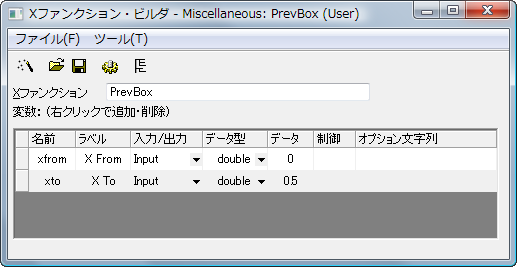 Xファンクション・ビルダ - Miscellaneous: PrevBox (User)
ファイル(F) ツール(T)
Xファンクション PrevBox
変数: (右クリックで追加・削除)
名前 ラベル 入力/出力 データ型 データ 制御 オプション文字列
xfrom X From Input double 0
xto X To Input double 0.5